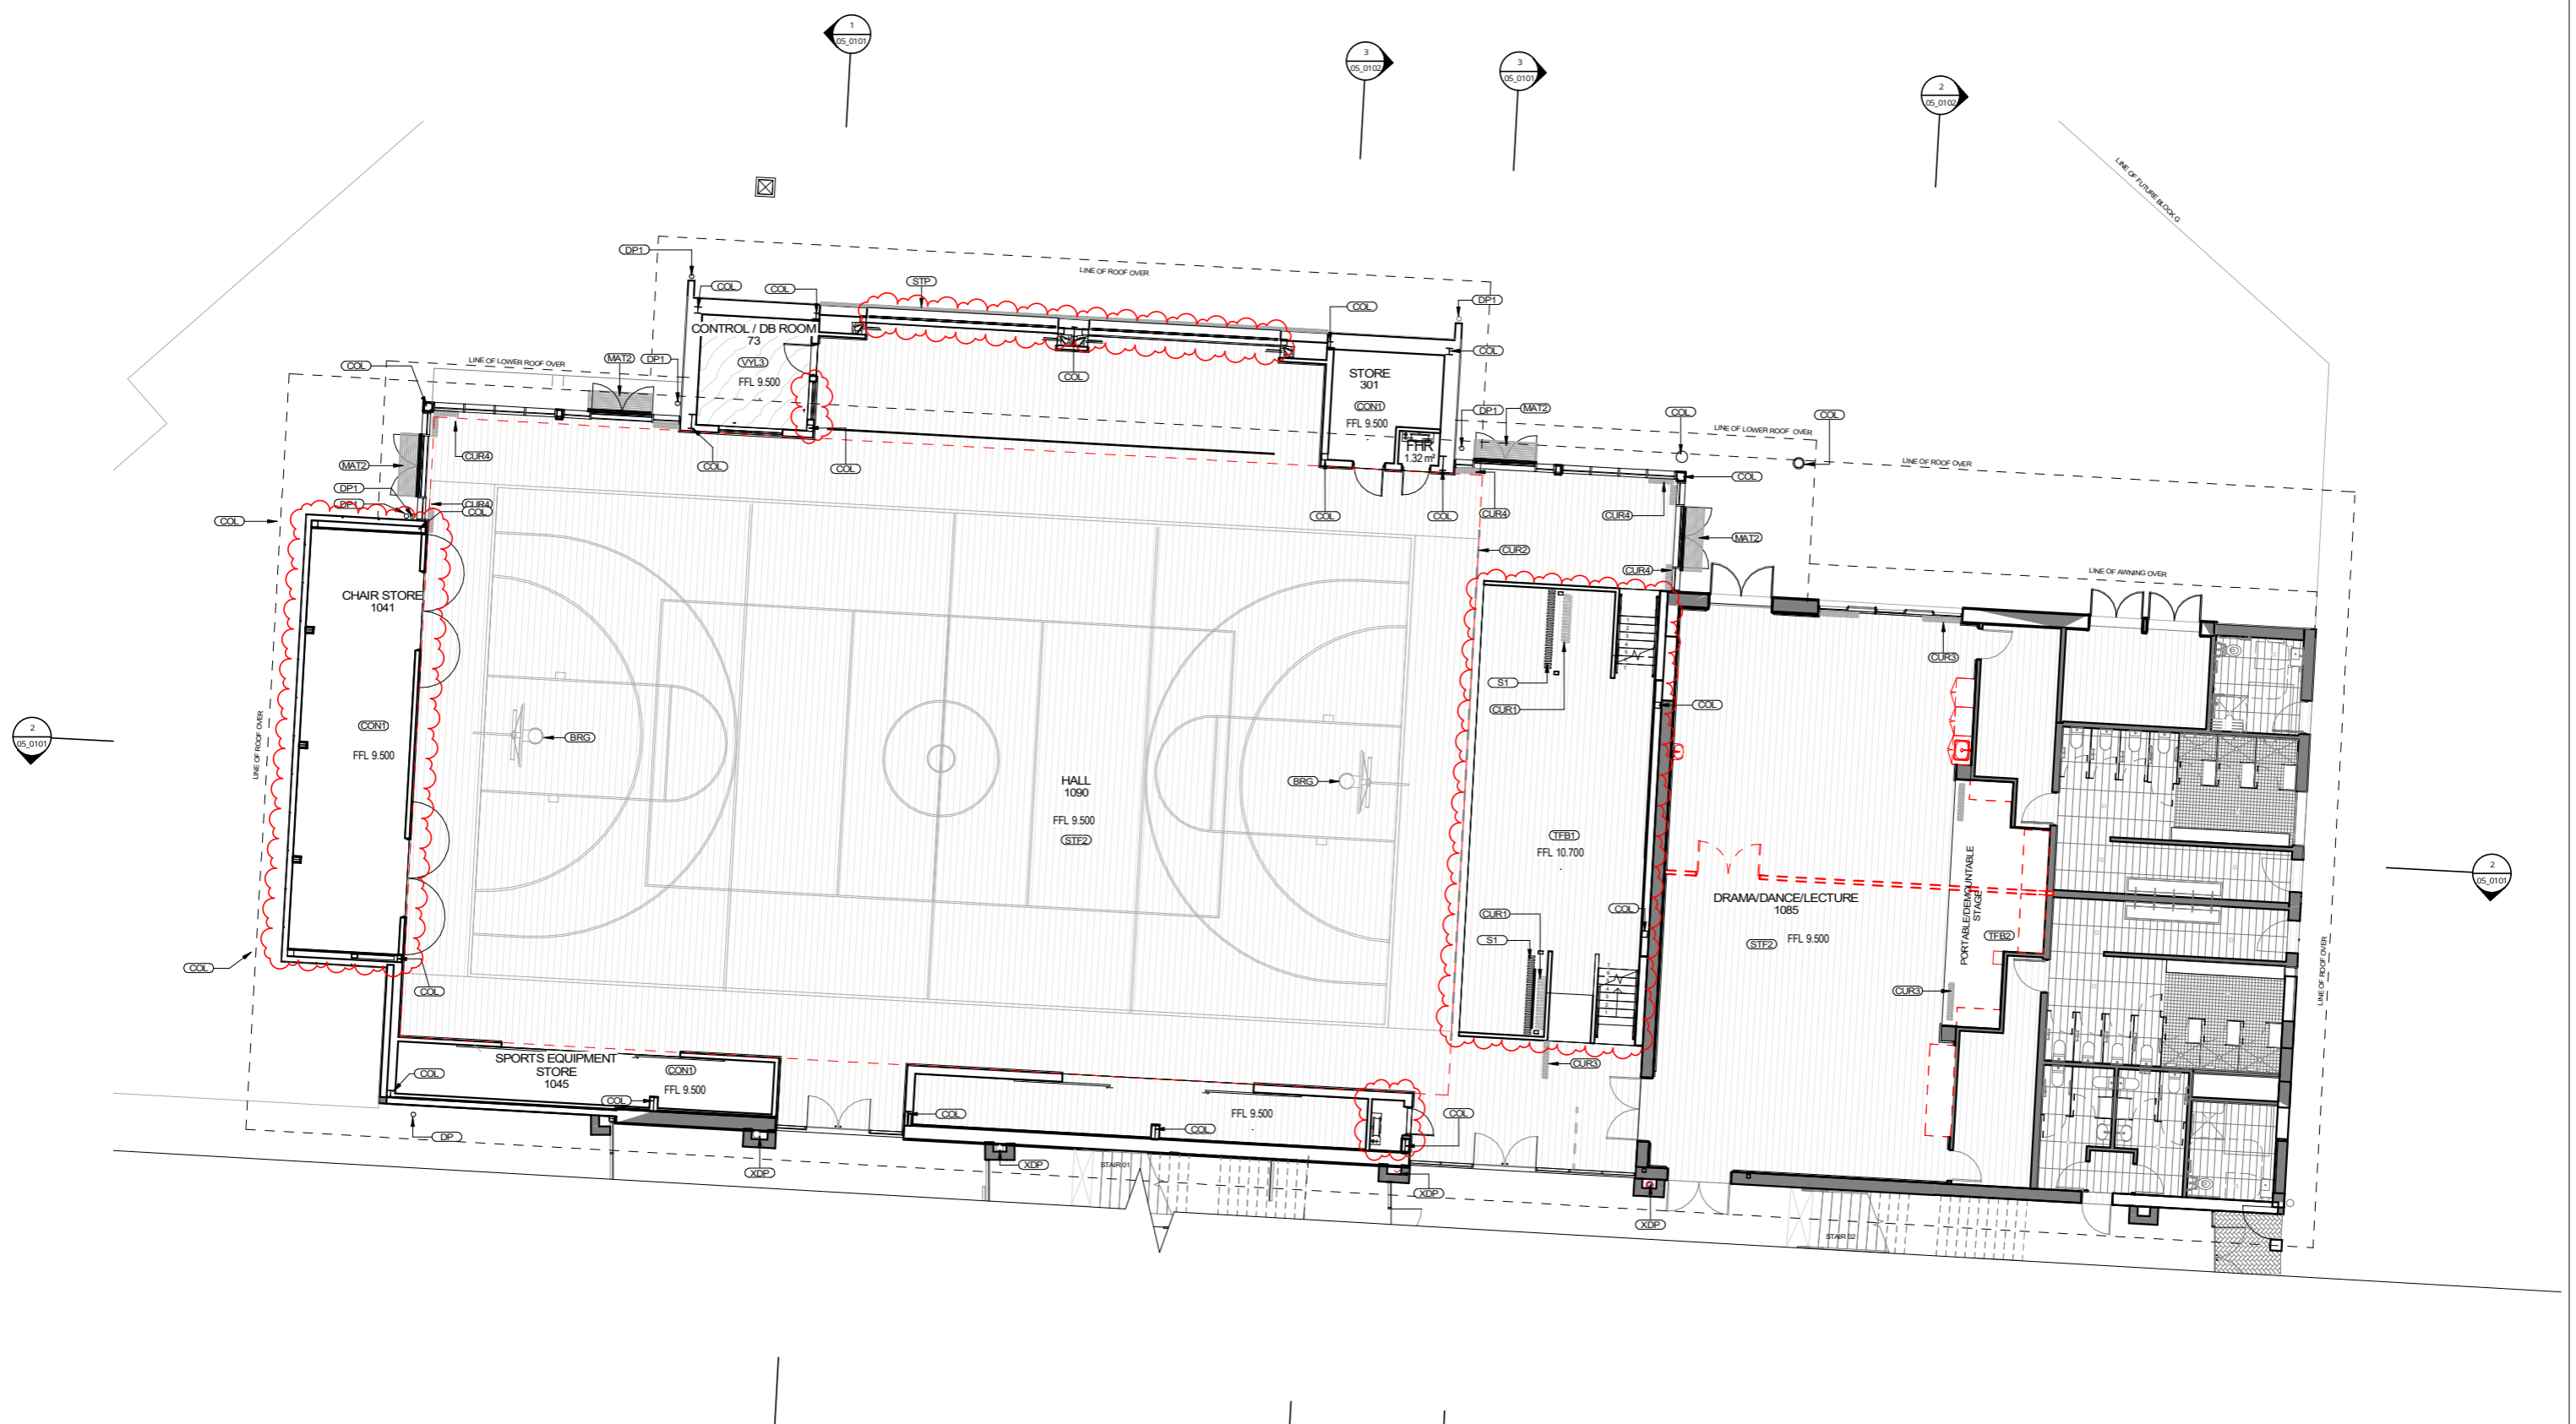 1
05_0101
3
05_0102
3
05_0101
2
05_0102
LINE OF FUTURE BLOCK G
DP1
LINE OF ROOF OVER
COL
COL
STP
COL
DP1
CONTROL / DB ROOM
73
VYL3
FFL 9.500
LINE OF LOWER ROOF OVER
MAT2
DP1
COL
COL
COL
STORE
301
CON1
FFL 9.500
FHR
1.32 m²
DP1
MAT2
COL
COL
LINE OF LOWER ROOF OVER
LINE OF ROOF OVER
MAT2
CUR4
COL
COL
DP1
DP1
CUR4
COL
COL
COL
COL
CUR4
CUR4
COL
CUR2
MAT2
CUR4
LINE OF AWNING OVER
CHAIR STORE
1041
CON1
FFL 9.500
LINE OF ROOF OVER
S1
CUR1
CUR3
COL
2
05_0101
BRG
BRG
HALL
1090
FFL 9.500
STF2
TFB1
FFL 10.700
2
05_0101
DRAMA/DANCE/LECTURE
1085
STF2
FFL 9.500
PORTABLE/DEMOUNTABLE
STAGE
TFB2
CUR1
COL
S1
CUR3
LINE OF ROOF OVER
COL
COL
SPORTS EQUIPMENT
STORE
1045
CON1
FFL 9.500
COL
COL
CUR3
COL
FFL 9.500
COL
COL
DP
XDP
XDP
STAIR 01
XDP
XDP
STAIR 02